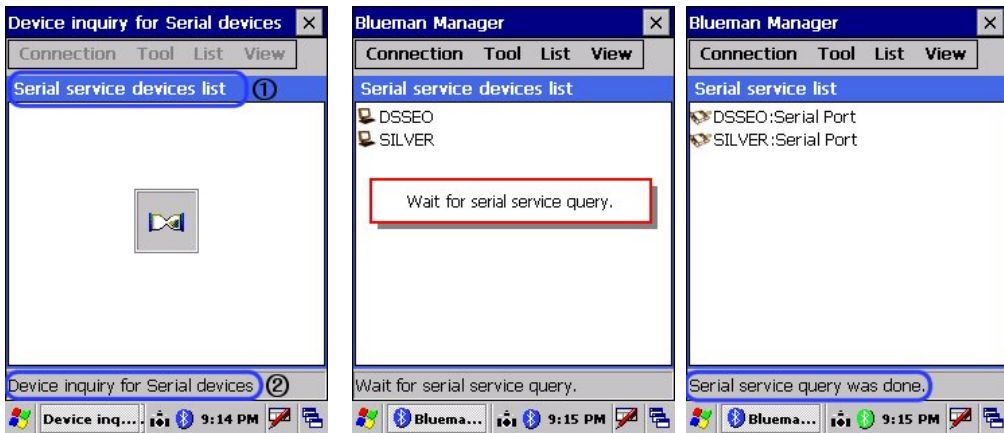 Device inquiry for Serial devices
Connection Tool List View
Serial service devices list ①
Device inquiry for Serial devices ②
Device inq... 9:14 PM
Blueman Manager
Connection Tool List View
Serial service devices list
DSSEO
SILVER
Wait for serial service query.
Wait for serial service query.
Bluema... 9:15 PM
Blueman Manager
Connection Tool List View
Serial service list
DSSEO:Serial Port
SILVER:Serial Port
Serial service query was done.
Bluema... 9:15 PM